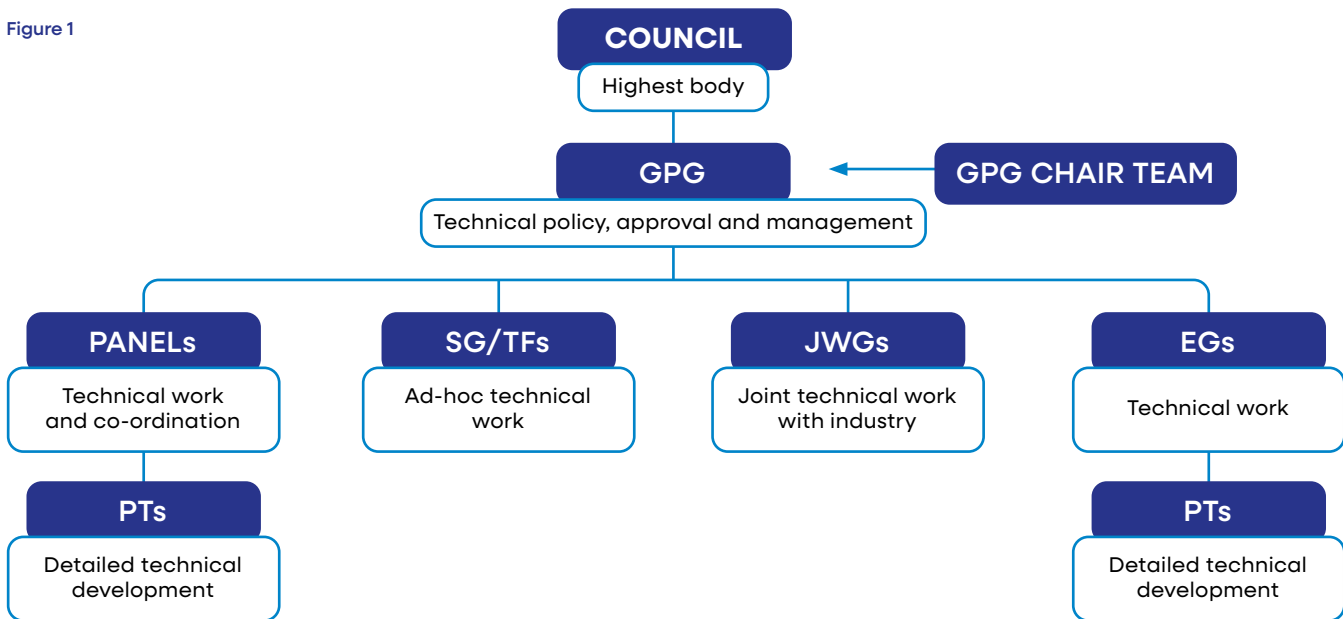 Figure 1
COUNCIL
Highest body
GPG
GPG CHAIR TEAM
Technical policy, approval and management
PANELs
Technical work
and co-ordination
SG/TFs
Ad-hoc technical
work
JWGs
Joint technical work
with industry
EGs
Technical work
PTs
Detailed technical
development
PTs
Detailed technical
development